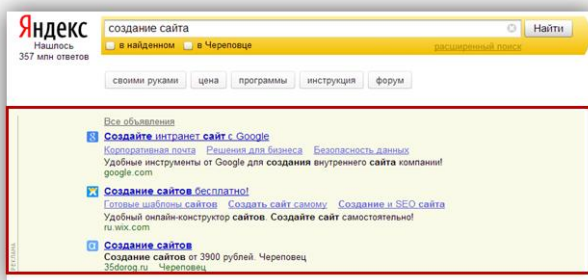 Яндекс
Нашлось
357 млн ответов
создание сайта
Найти
в найденном в Череповце
расширенный поиск
своими руками цена программы инструкция форум
Все объявления
Создайте интранет сайт с Google
Корпоративная почта Решения для бизнеса Безопасность данных
Удобные инструменты от Google для создания внутреннего сайта компании!
google.com
Создание сайтов бесплатно!
Готовые шаблоны сайтов Создать сайт самому Создание и SEO сайта
Удобный онлайн-конструктор сайтов. Создайте сайт самостоятельно!
ru.wix.com
Создание сайтов
Создание сайтов от 3900 рублей. Череповец
35dorog.ru Череповец
РЕКЛАМА